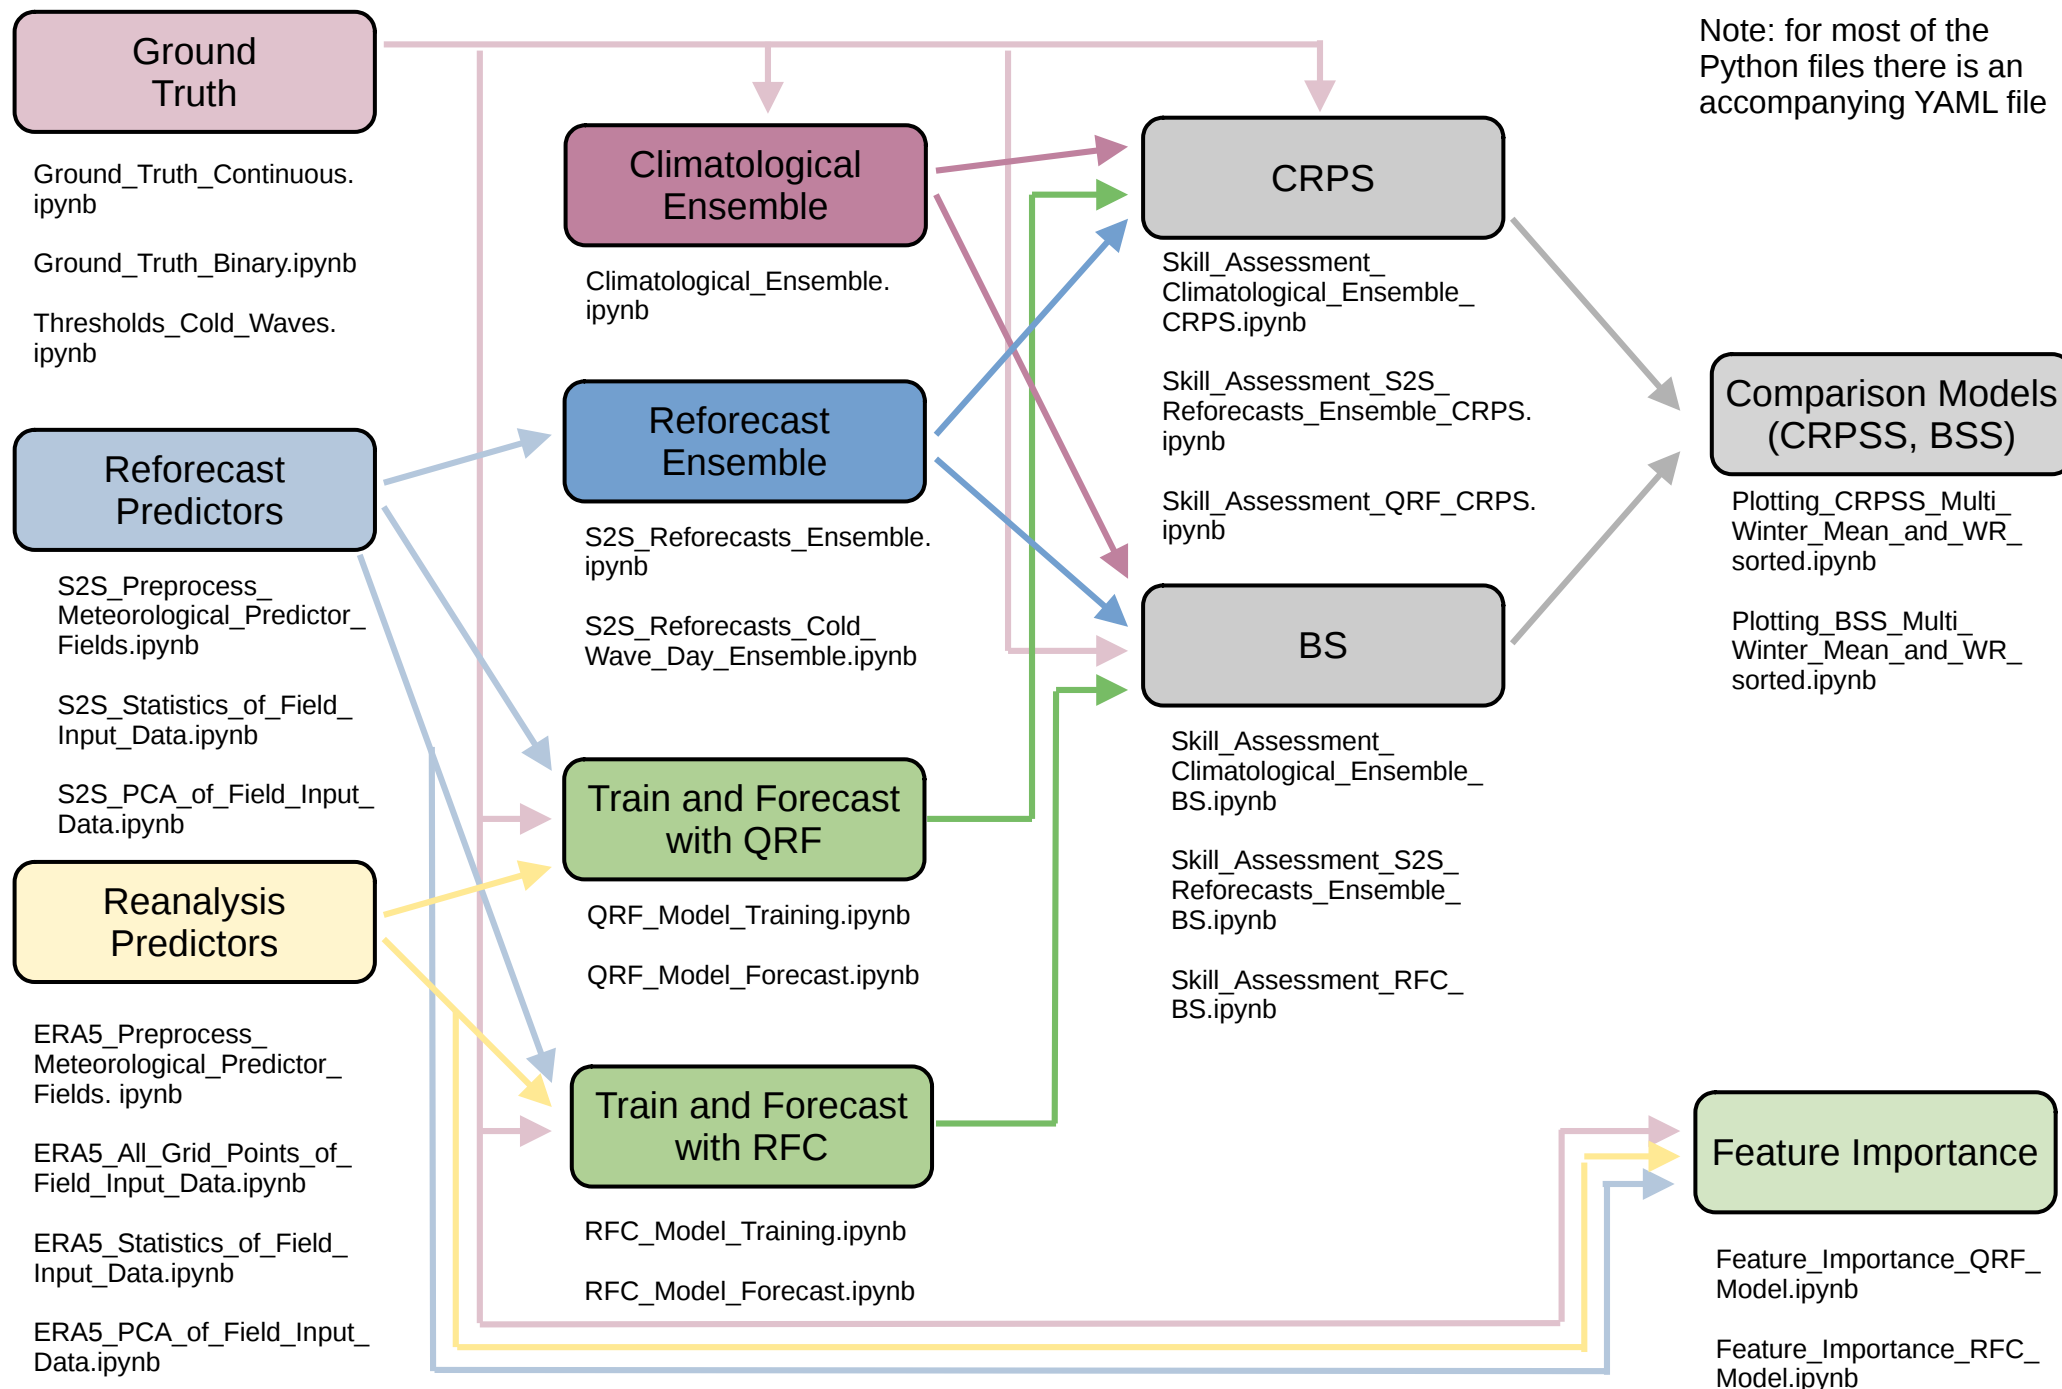 Ground
Truth
Ground_Truth_Continuous.
ipynb
Ground_Truth_Binary.ipynb
Thresholds_Cold_Waves.
ipynb
Reforecast
Predictors
S2S_Preprocess_
Meteorological_Predictor_
Fields.ipynb
S2S_Statistics_of_Field_
Input_Data.ipynb
S2S_PCA_of_Field_Input_
Data.ipynb
Reanalysis
Predictors
ERA5_Preprocess_
Meteorological_Predictor_
Fields. ipynb
ERA5_All_Grid_Points_of_
Field_Input_Data.ipynb
ERA5_Statistics_of_Field_
Input_Data.ipynb
ERA5_PCA_of_Field_Input_
Data.ipynb
Climatological
Ensemble
Climatological_Ensemble.
ipynb
Reforecast
Ensemble
S2S_Reforecasts_Ensemble.
ipynb
S2S_Reforecasts_Cold_
Wave_Day_Ensemble.ipynb
Train and Forecast
with QRF
QRF_Model_Training.ipynb
QRF_Model_Forecast.ipynb
Train and Forecast
with RFC
RFC_Model_Training.ipynb
RFC_Model_Forecast.ipynb
CRPS
Skill_Assessment_
Climatological_Ensemble_
CRPS.ipynb
Skill_Assessment_S2S_
Reforecasts_Ensemble_CRPS.
ipynb
Skill_Assessment_QRF_CRPS.
ipynb
BS
Skill_Assessment_
Climatological_Ensemble_
BS.ipynb
Skill_Assessment_S2S_
Reforecasts_Ensemble_
BS.ipynb
Skill_Assessment_RFC_
BS.ipynb
Note: for most of the
Python files there is an
accompanying YAML file
Comparison Models
(CRPSS, BSS)
Plotting_CRPSS_Multi_
Winter_Mean_and_WR_
sorted.ipynb
Plotting_BSS_Multi_
Winter_Mean_and_WR_
sorted.ipynb
Feature Importance
Feature_Importance_QRF_
Model.ipynb
Feature_Importance_RFC_
Model.ipynb